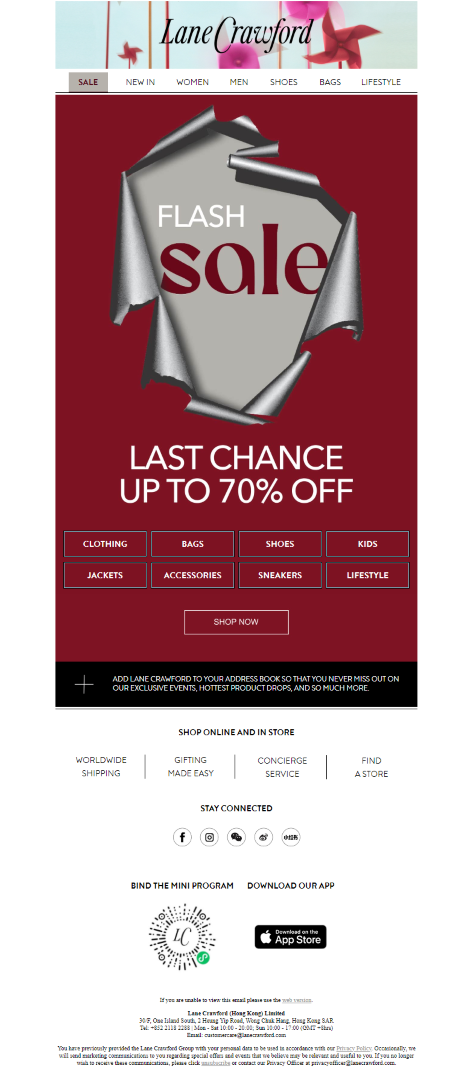 Lane Crawford
SALE NEW IN WOMEN MEN SHOES BAGS LIFESTYLE
FLASH
sale
LAST CHANCE
UP TO 70% OFF
CLOTHING BAGS SHOES KIDS
JACKETS ACCESSORIES SNEAKERS LIFESTYLE
SHOP NOW
ADD LANE CRAWFORD TO YOUR ADDRESS BOOK SO THAT YOU NEVER MISS OUT ON
OUR EXCLUSIVE EVENTS, HOTTEST PRODUCT DROPS, AND SO MUCH MORE.
SHOP ONLINE AND IN STORE
WORLDWIDE SHIPPING
GIFTING MADE EASY
CONCIERGE SERVICE
FIND A STORE
STAY CONNECTED
小红书
BIND THE MINI PROGRAM DOWNLOAD OUR APP
LC
Download on the
App Store
If you are unable to view this email please use the web version.
Lane Crawford (Hong Kong) Limited
30/F, One Island South, 2 Heung Yip Road, Wong Chuk Hang, Hong Kong SAR.
Tel: +852 2118 2288 | Mon - Sat 10:00 - 20:00; Sun 10:00 - 17:00 (GMT +8hrs)
Email: customercare@lanecrawford.com
You have previously provided the Lane Crawford Group with your personal data to be used in accordance with our Privacy Policy. Occasionally, we
will send marketing communications to you regarding special offers and events that we believe may be relevant and useful to you. If you no longer
wish to receive these communications, please click unsubscribe or contact our Privacy Officer at privacyofficer@lanecrawford.com.